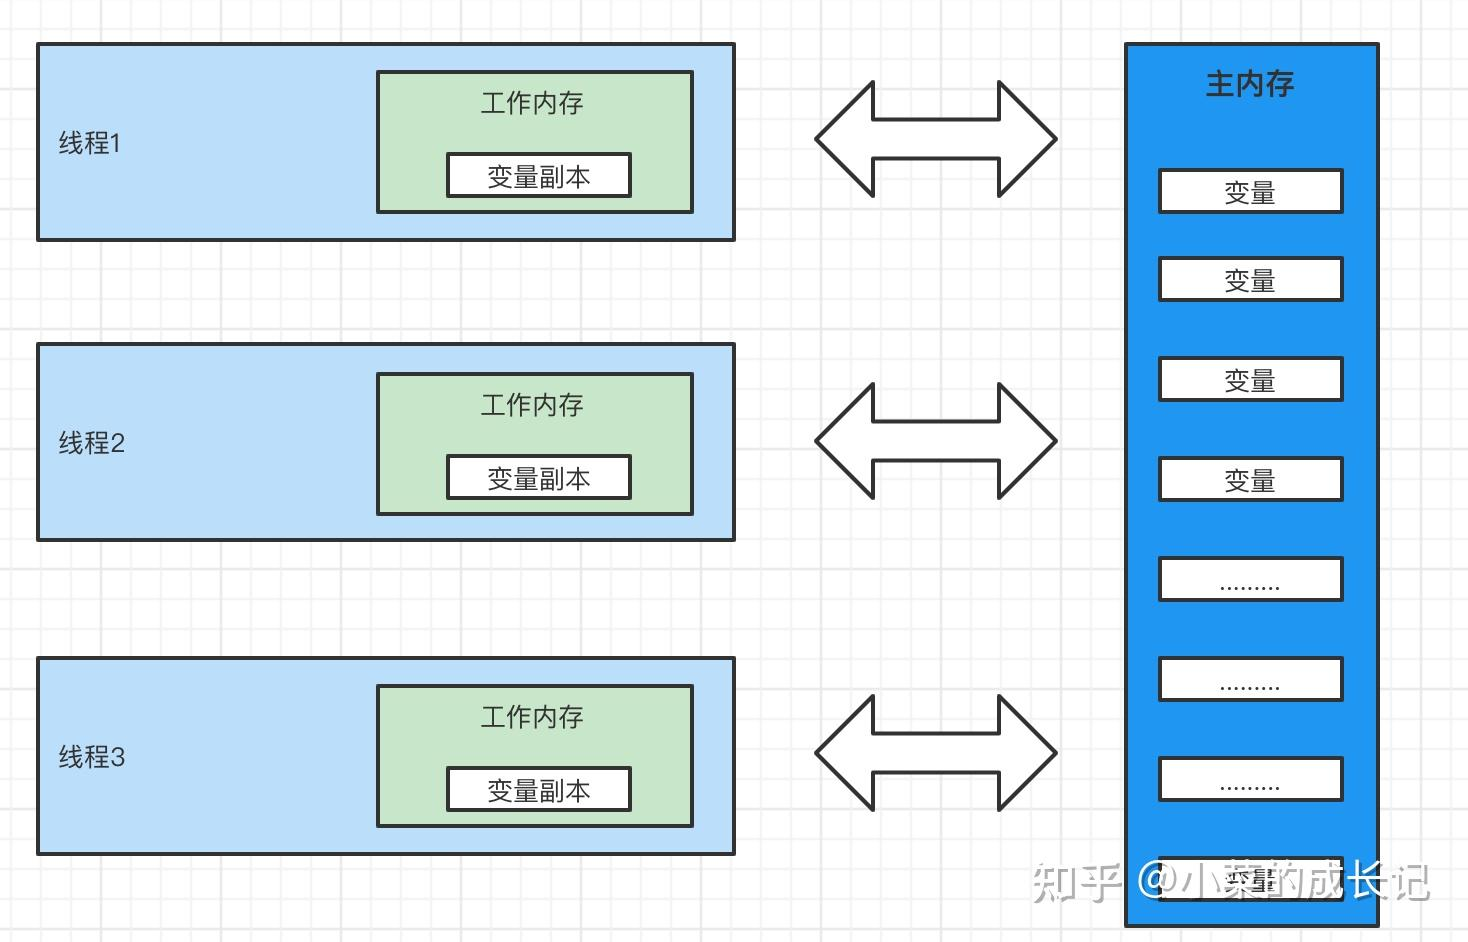 线程1
工作内存
变量副本
线程2
工作内存
变量副本
线程3
工作内存
变量副本
主内存
变量
变量
变量
变量
.........
.........
.........
变量
知乎 @小菜的成长记